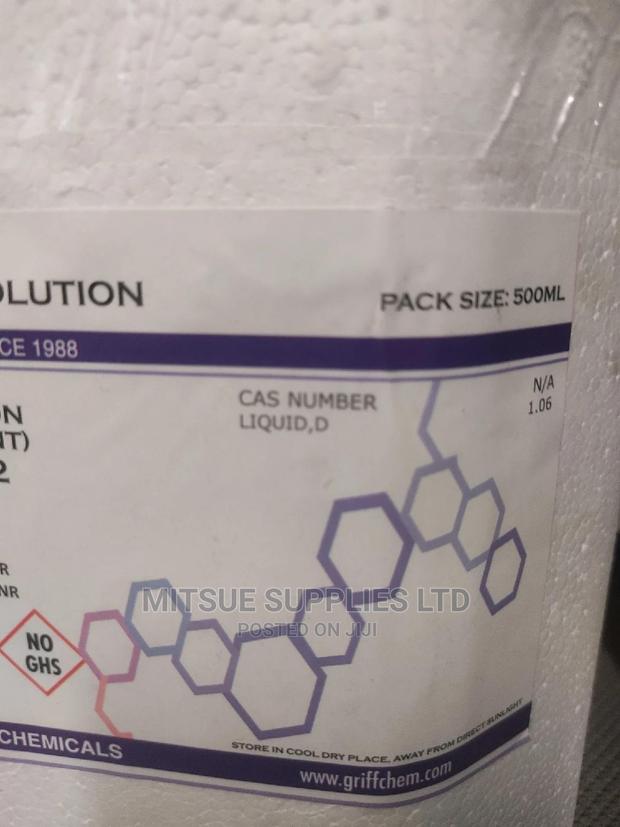 OLUTION
PACK SIZE: 500ML
CE 1988
ON
NT)
2
CAS NUMBER N/A
LIQUID,D 1.06
R
NR
NO
GHS
MITSUE SUPPLIES LTD
POSTED ON JIJI
CHEMICALS
STORE IN COOL DRY PLACE, AWAY FROM DIRECT SUNLIGHT
www.griffchem.com